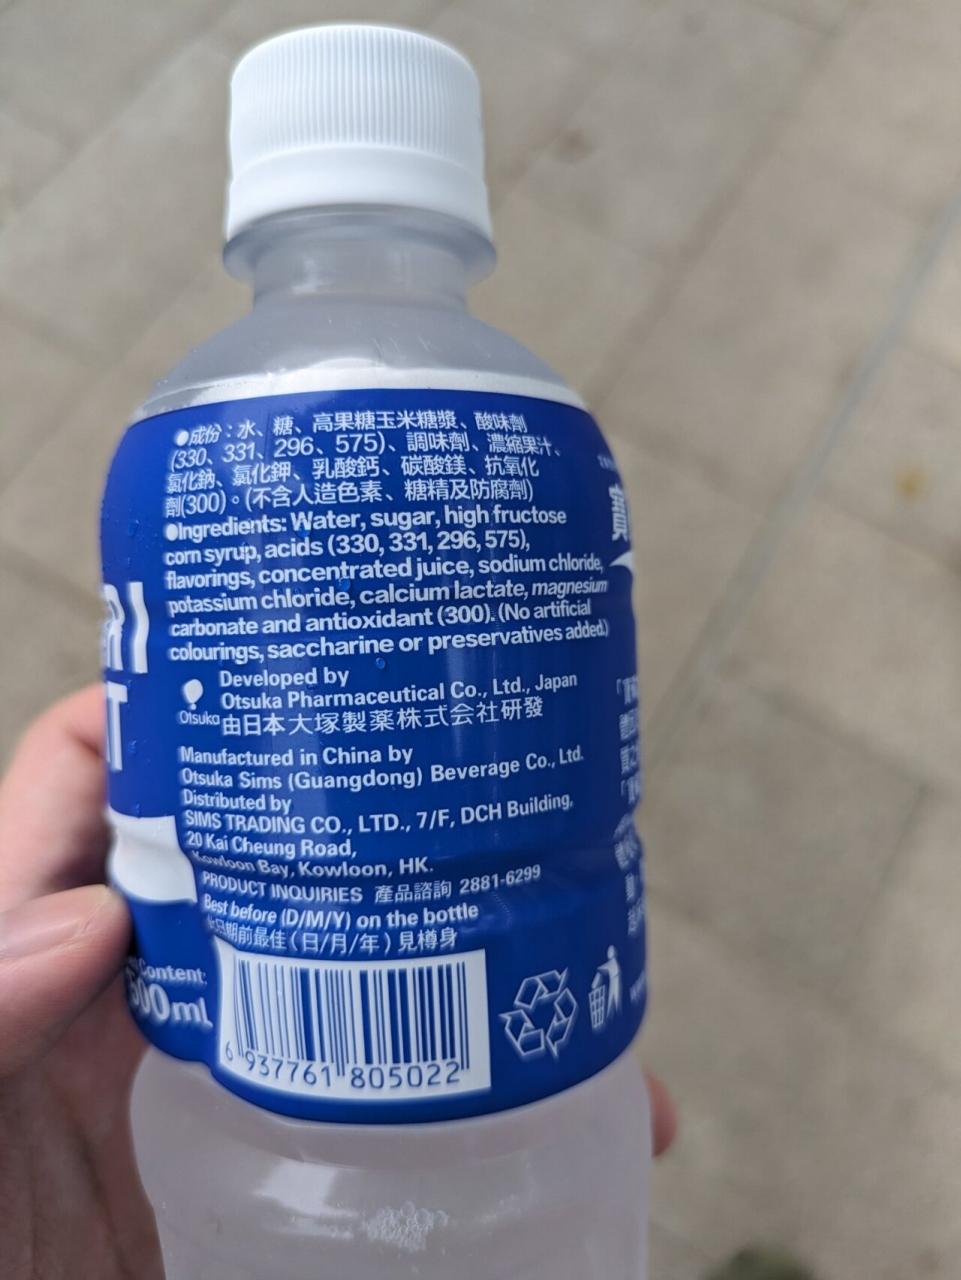 ●成份：水、糖、高果糖玉米糖漿、酸味劑
(330、331、296、575)、調味劑、濃縮果汁、
氯化鈉、氯化鉀、乳酸鈣、碳酸鎂、抗氧化
劑(300)。(不含人造色素、糖精及防腐劑)
●Ingredients: Water, sugar, high fructose
corn syrup, acids (330, 331, 296, 575),
flavorings, concentrated juice, sodium chloride,
potassium chloride, calcium lactate, magnesium
carbonate and antioxidant (300). (No artificial
colourings, saccharine or preservatives added.)
Developed by
Otsuka Pharmaceutical Co., Ltd., Japan
Otsuka
由日本大塚製薬株式会社研發
Manufactured in China by
Otsuka Sims (Guangdong) Beverage Co., Ltd.
Distributed by
SIMS TRADING CO., LTD., 7/F, DCH Building,
20 Kai Cheung Road,
Kowloon Bay, Kowloon, HK.
PRODUCT INQUIRIES 產品諮詢 2881-6299
Best before (D/M/Y) on the bottle
此日期前最佳（日/月/年）見樽身
Content:
500mL
6 937761 805022
RI
T
寶